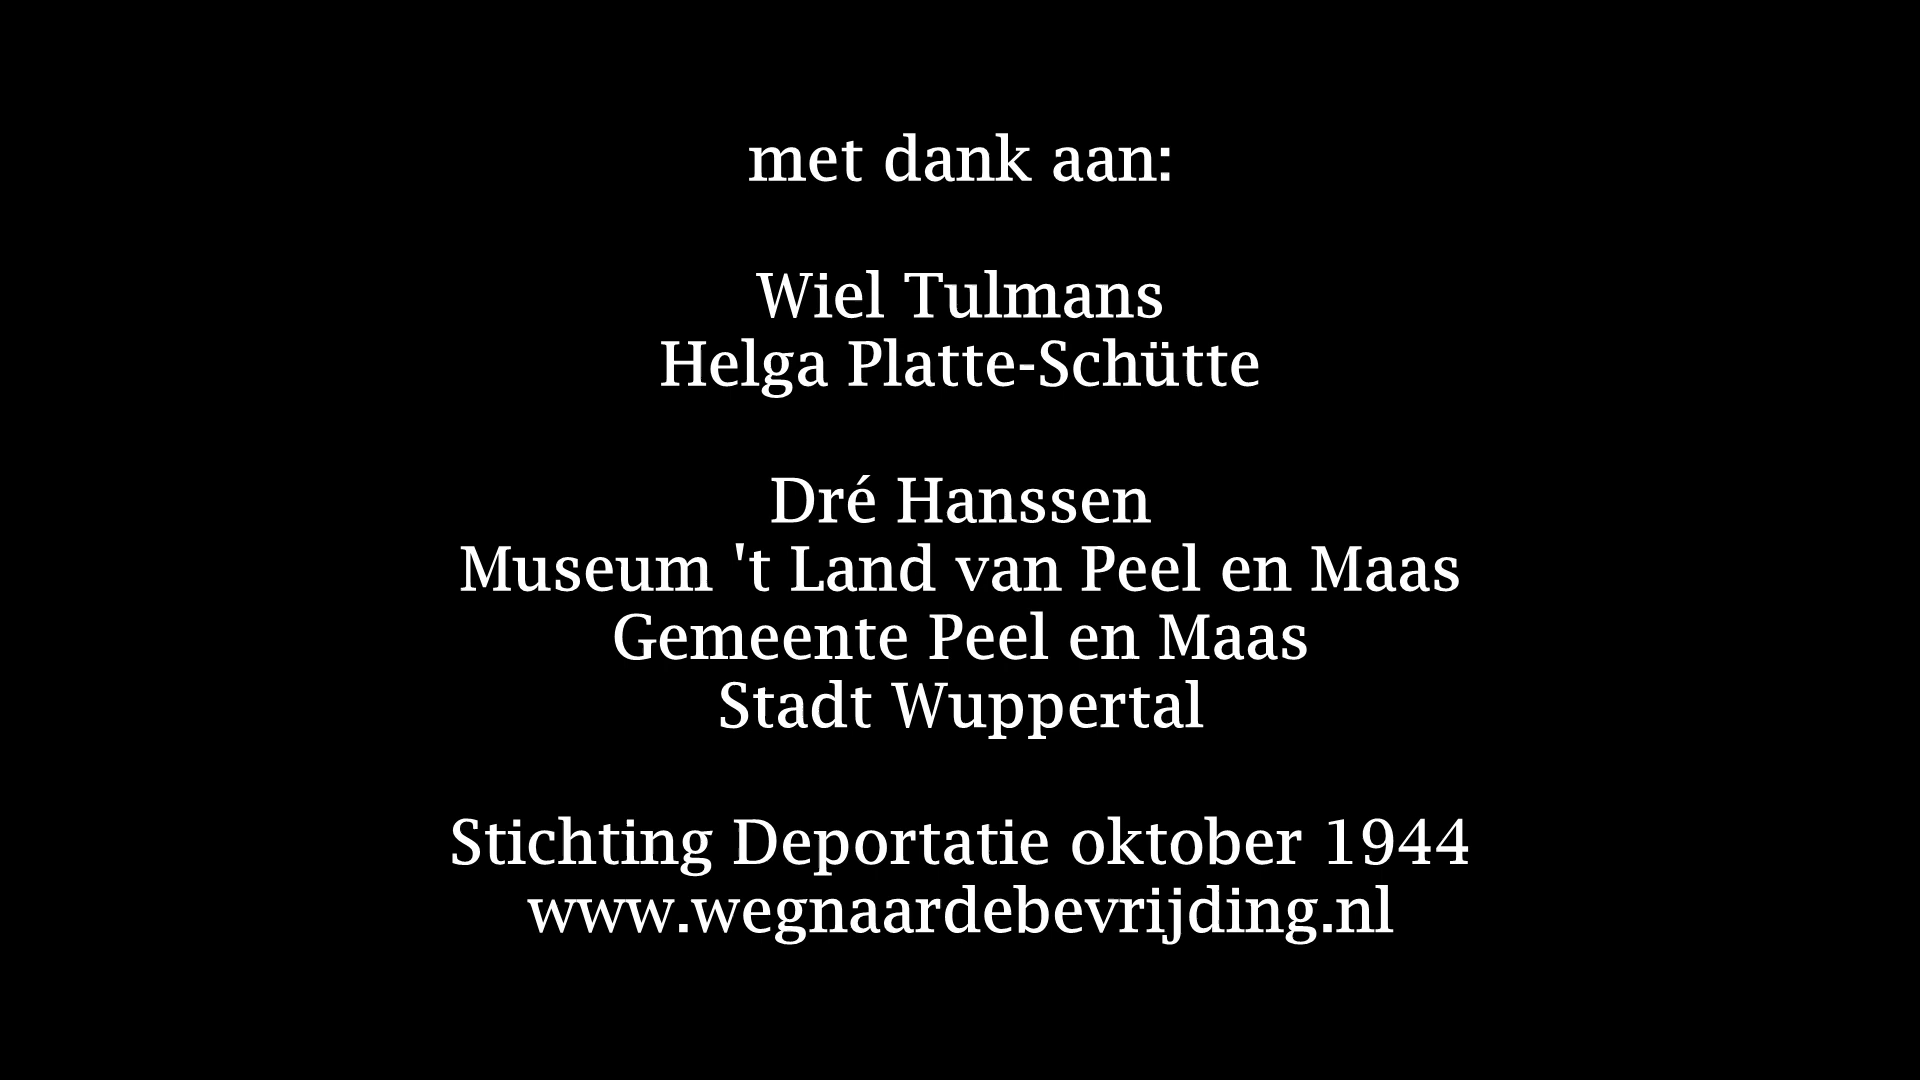 met dank aan:
Wiel Tulmans
Helga Platte-Schütte
Dré Hanssen
Museum 't Land van Peel en Maas
Gemeente Peel en Maas
Stadt Wuppertal
Stichting Deportatie oktober 1944
www.wegnaardebevrijding.nl